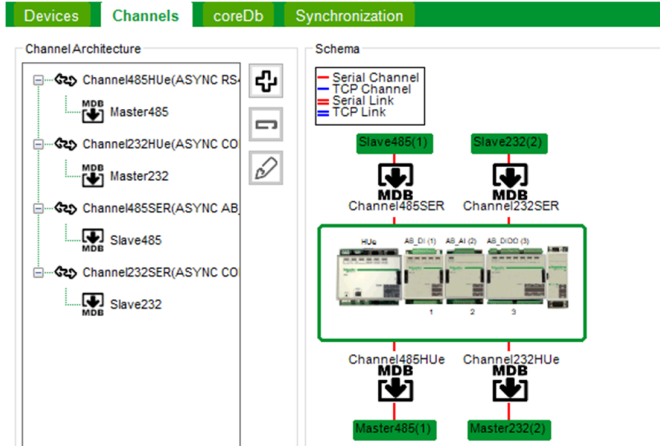 Devices
Channels
coreDb
Synchronization
Channel Architecture
Channel485HUe(ASYNC RS4
MDB
Master485
Channel232HUe(ASYNC CO
MDB
Master232
Channel485SER(ASYNC AB_
MDB
Slave485
Channel232SER(ASYNC CO
MDB
Slave232
Schema
Serial Channel
TCP Channel
Serial Link
TCP Link
Slave485(1)
Slave232(2)
MDB
MDB
Channel485SER
Channel232SER
HUe
AB_DI (1)
AB_AI (2)
AB_DIDO (3)
1
2
3
Channel485HUe
Channel232HUe
MDB
MDB
Master485(1)
Master232(2)